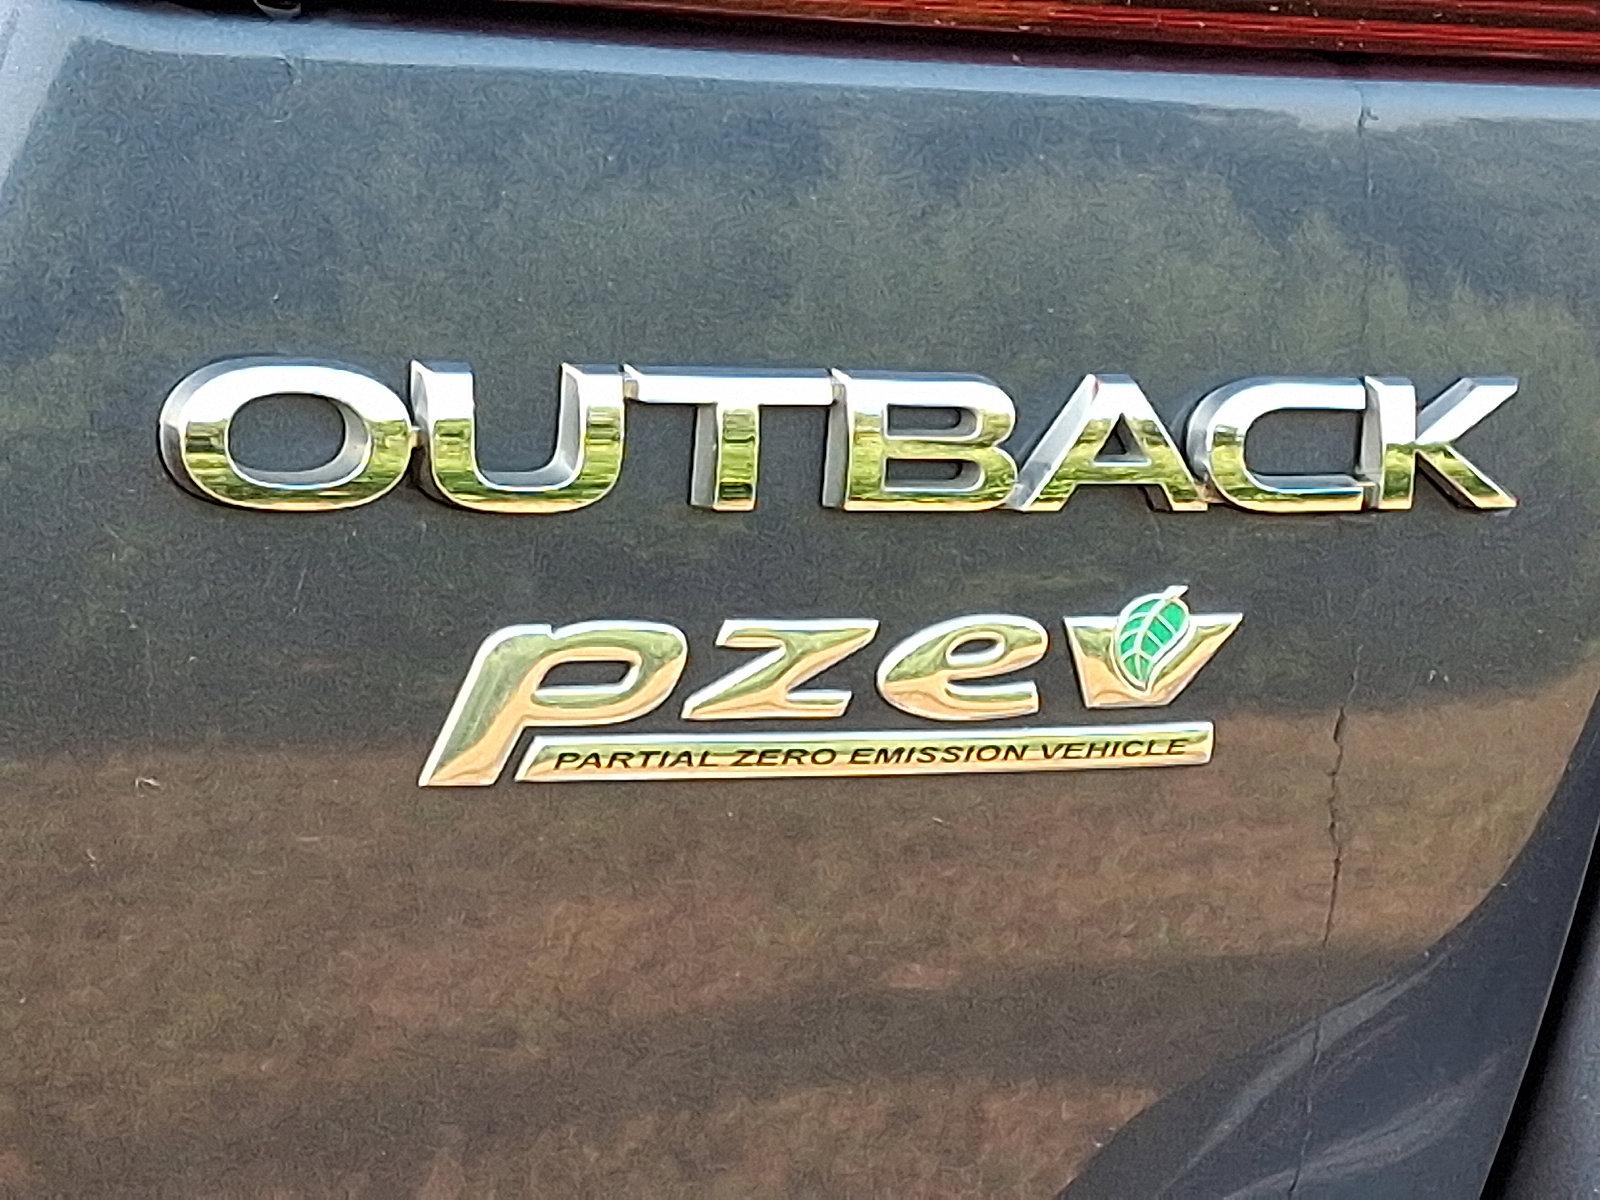 OUTBACK
pzev
PARTIAL ZERO EMISSION VEHICLE